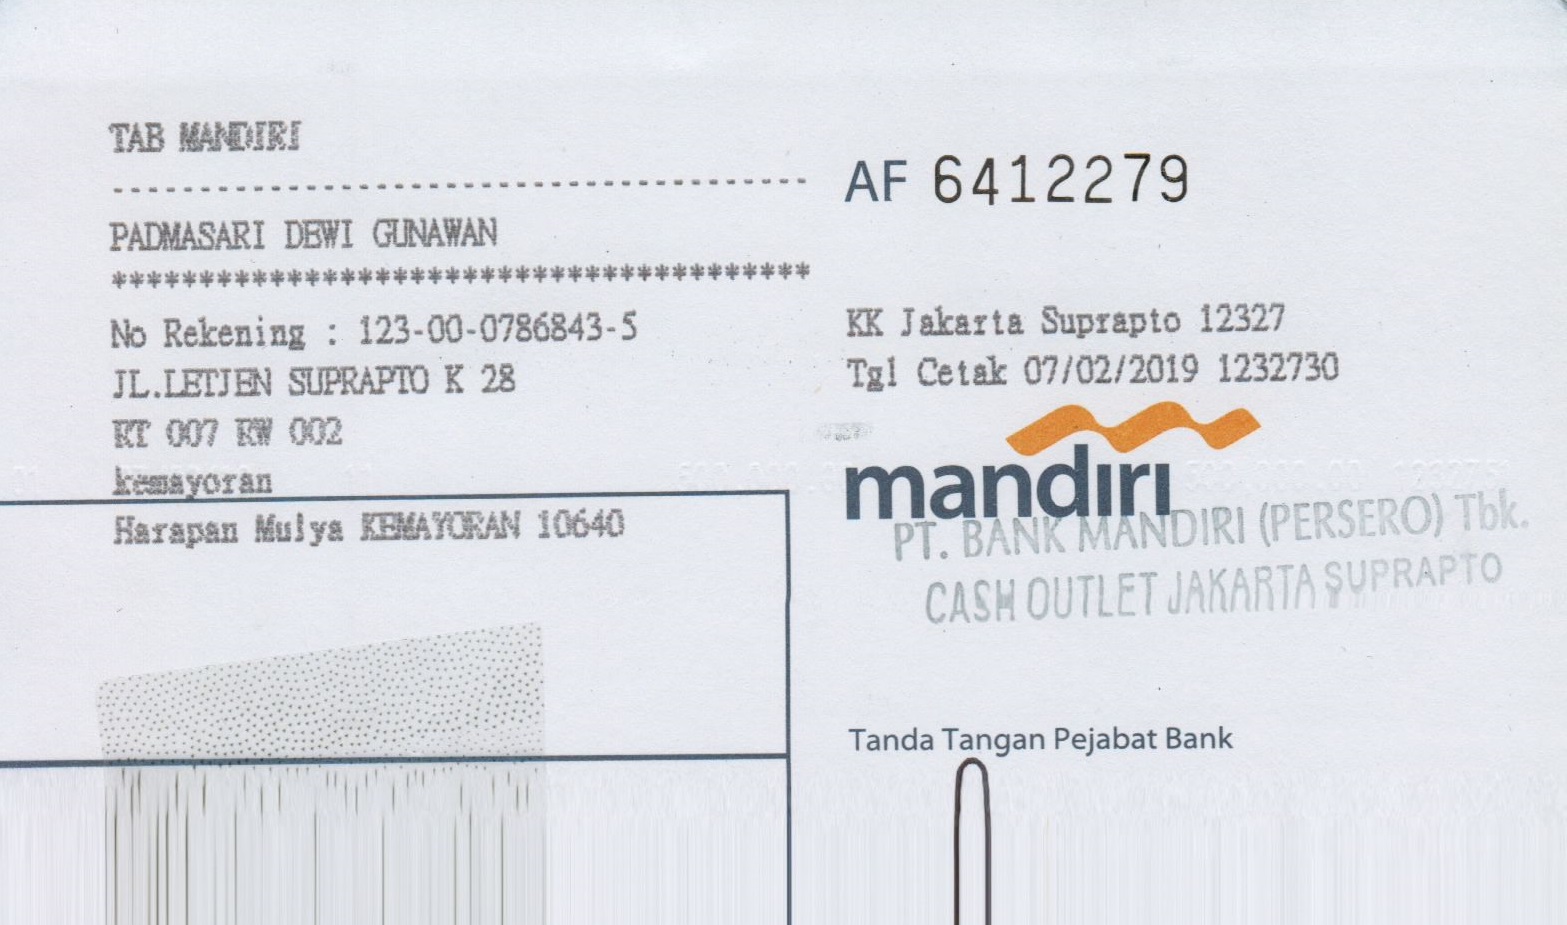 TAB MANDIRI
----------------------------------------
PADMASARI DEWI GUNAWAN
****************************************
No Rekening : 123-00-0786843-5
JL.LETJEN SUPRAPTO K 28
RT 007 RW 002
kemayoran
Harapan Mulya KEMAYORAN 10640
AF 6412279
KK Jakarta Suprapto 12327
Tgl Cetak 07/02/2019 1232730
mandiri
PT. BANK MANDIRI (PERSERO) Tbk.
CASH OUTLET JAKARTA SUPRAPTO
Tanda Tangan Pejabat Bank